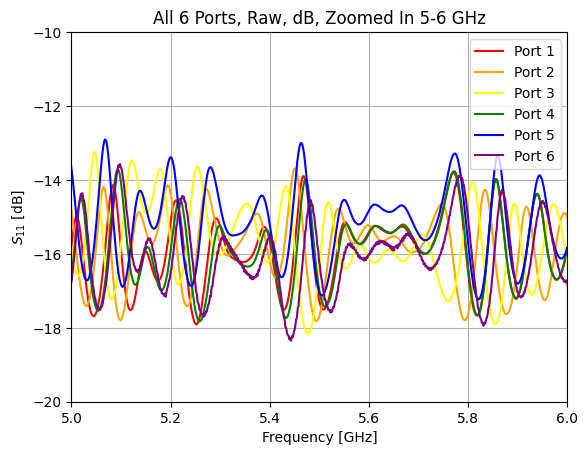 All 6 Ports, Raw, dB, Zoomed In 5-6 GHz
−10
−12
−14
−16
−18
−20
S11 [dB]
5.0
5.2
5.4
5.6
5.8
6.0
Frequency [GHz]
Port 1
Port 2
Port 3
Port 4
Port 5
Port 6